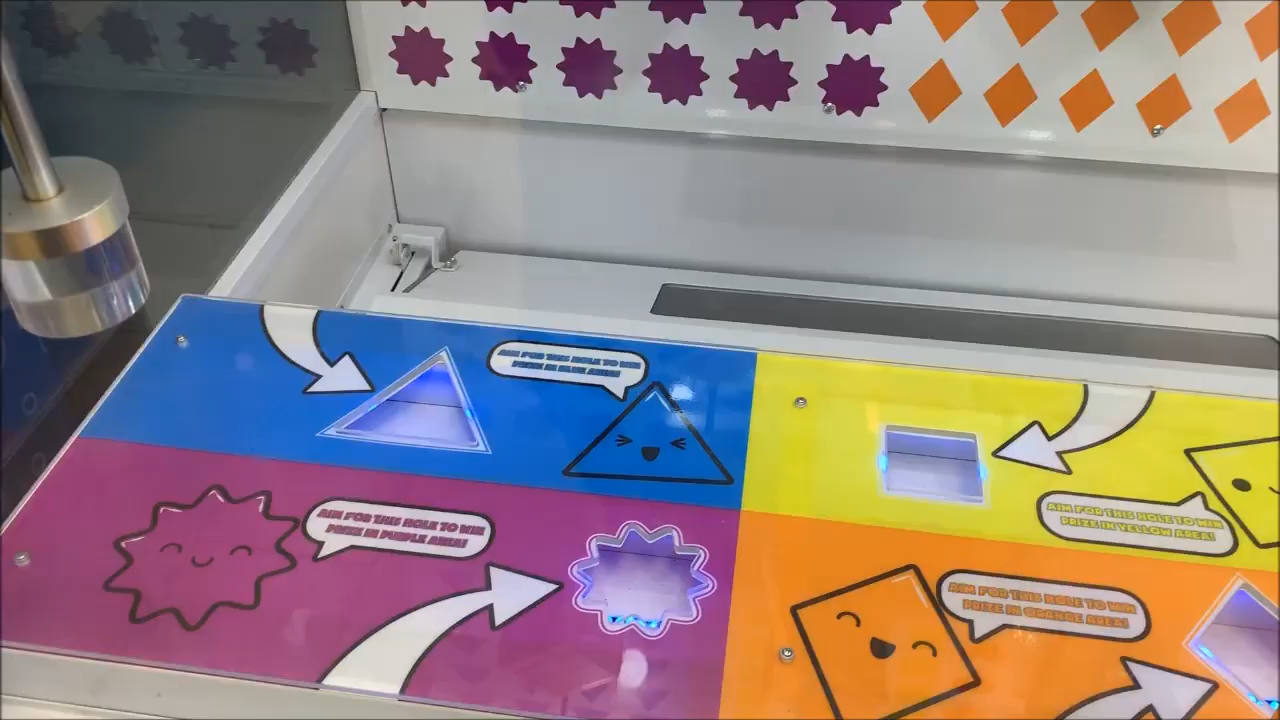 AIM FOR THIS HOLE TO WIN
PRIZE IN BLUE AREA!
AIM FOR THIS HOLE TO WIN
PRIZE IN YELLOW AREA!
AIM FOR THIS HOLE TO WIN
PRIZE IN PURPLE AREA!
AIM FOR THIS HOLE TO WIN
PRIZE IN ORANGE AREA!